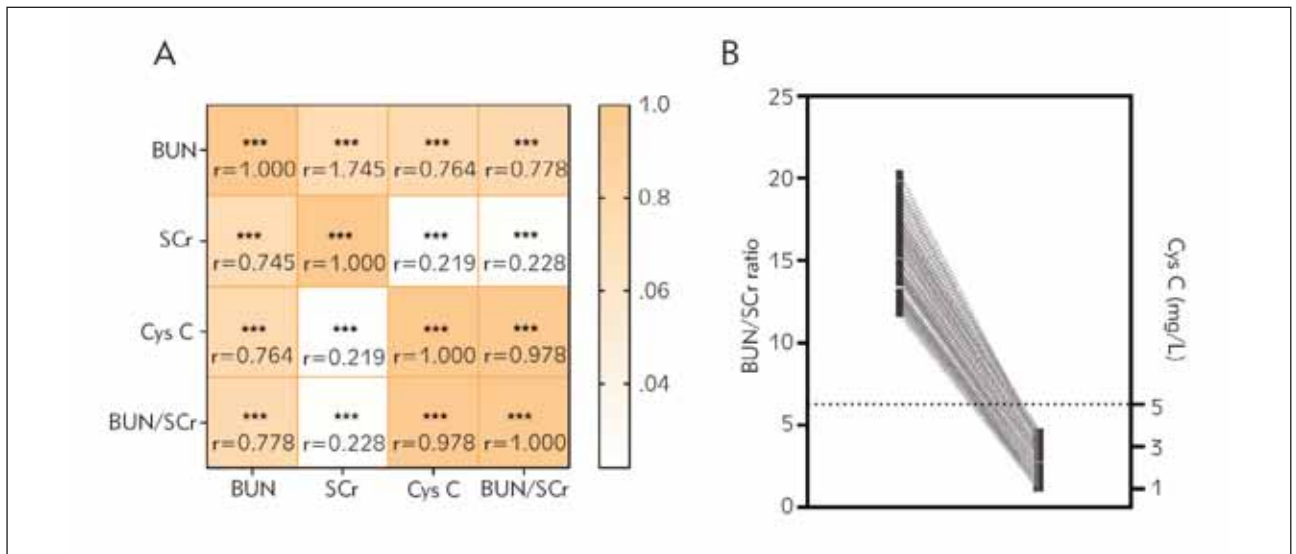 A
BUN
*** *** *** ***
r=1.000 r=1.745 r=0.764 r=0.778
SCr
*** *** *** ***
r=0.745 r=1.000 r=0.219 r=0.228
Cys C
*** *** *** ***
r=0.764 r=0.219 r=1.000 r=0.978
BUN/SCr
*** *** *** ***
r=0.778 r=0.228 r=0.978 r=1.000
BUN SCr Cys C BUN/SCr
1.0
0.8
.06
.04
B
BUN/SCr ratio
25
20
15
10
5
0
Cys C (mg/L)
5
3
1